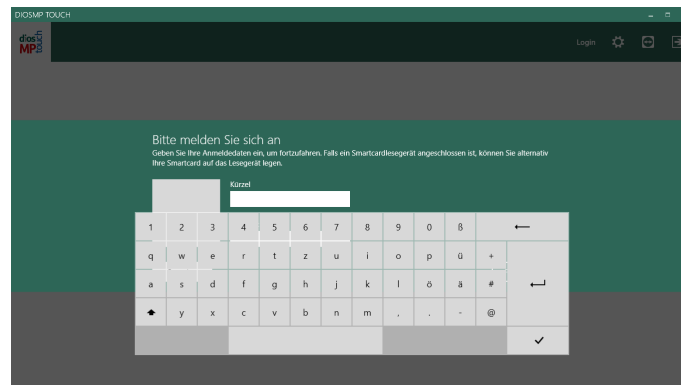 DIOSMP TOUCH
dios MP touch
Login
Bitte melden Sie sich an
Geben Sie Ihre Anmeldedaten ein, um fortzufahren. Falls ein Smartcardlesegerät angeschlossen ist, können Sie alternativ
Ihre Smartcard auf das Lesegerät legen.
Kürzel
1 2 3 4 5 6 7 8 9 0 ß
q w e r t z u i o p ü +
a s d f g h j k l ö ä #
y x c v b n m , . - @